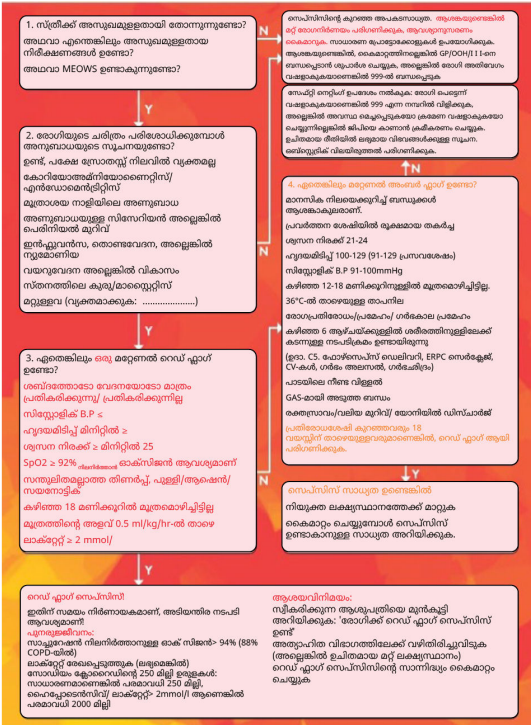 1. സ്ത്രീക്ക് അസുഖമുളളതായി തോന്നുന്നുണ്ടോ?
അഥവാ എന്തെങ്കിലും അസുഖമുളളതായ
നിരീക്ഷണങ്ങൾ ഉണ്ടോ?
അഥവാ MEOWS ഉണ്ടാകുന്നുണ്ടോ?
N
സെപ്സിസിന്റെ കുറഞ്ഞ അപകടസാധ്യത. ആശങ്കയുണ്ടെങ്കിൽ
മറ്റ് രോഗനിർണയം പരിഗണിക്കുക, ആവശ്യാനുസരണം
കൈമാറുക. സാധാരണ പ്രോട്ടോക്കോളുകൾ ഉപയോഗിക്കുക.
ആശങ്കയുണ്ടെങ്കിൽ, കൈമാറ്റത്തിനല്ലെങ്കിൽ GP/OOH/111-നെ
ബന്ധപ്പെടാൻ ശുപാർശ ചെയ്യുക, അല്ലെങ്കിൽ രോഗി അതിവേഗം
വഷളാകുകയാണെങ്കിൽ 999-ൽ ബന്ധപ്പെടുക
സേഫ്റ്റി നെറ്റിംഗ് ഉപദേശം നൽകുക: രോഗി പെട്ടെന്ന്
വഷളാകുകയാണെങ്കിൽ 999 എന്ന നമ്പറിൽ വിളിക്കുക,
അല്ലെങ്കിൽ അവസ്ഥ മെച്ചപ്പെടുകയോ ക്രമേണ വഷളാകുകയോ
ചെയ്യുന്നില്ലെങ്കിൽ ജിപിയെ കാണാൻ ക്രമീകരണം ചെയ്യുക.
ഉചിതമായ രീതിയിൽ ലഭ്യമായ വിഭവങ്ങൾക്കുള്ള സൂചന.
ഒബ്സ്റ്റെട്രിക് വിലയിരുത്തൽ പരിഗണിക്കുക.
Y
2. രോഗിയുടെ ചരിത്രം പരിശോധിക്കുമ്പോൾ
അനുബാധയുടെ സൂചനയുണ്ടോ?
ഉണ്ട്, പക്ഷേ സ്രോതസ്സ് നിലവിൽ വ്യക്തമല്ല
കോറിയോഅമ്നിയോണൈറ്റിസ്/
എൻഡോമെൻട്രിറ്റിസ്
മൂത്രാശയ നാളിയിലെ അണുബാധ
അണുബാധയുള്ള സിസേറിയൻ അല്ലെങ്കിൽ
പെരിനിയൽ മുറിവ്
ഇൻഫ്ലുവൻസ, തൊണ്ടവേദന, അല്ലെങ്കിൽ
ന്യുമോണിയ
വയറുവേദന അല്ലെങ്കിൽ വികാസം
സ്തനത്തിലെ കുരു/മാസ്റ്റൈറ്റിസ്
മറ്റുള്ളവ (വ്യക്തമാക്കുക: .....................)
N
N
4. ഏതെങ്കിലും മറ്റേണൽ അംബർ ഫ്ലാഗ് ഉണ്ടോ?
മാനസിക നിലയെക്കുറിച്ച് ബന്ധുക്കൾ
ആശങ്കാകുലരാണ്.
പ്രവർത്തന ശേഷിയിൽ രൂക്ഷമായ തകർച്ച
ശ്വസന നിരക്ക് 21-24
ഹൃദയമിടിപ്പ് 100-129 (91-129 പ്രസവശേഷം)
സിസ്റ്റോളിക് B.P 91-100mmHg
കഴിഞ്ഞ 12-18 മണിക്കൂറിനുള്ളിൽ മൂത്രമൊഴിച്ചിട്ടില്ല.
36°C-ൽ താഴെയുള്ള താപനില
രോഗപ്രതിരോധം/പ്രമേഹം/ ഗർഭകാല പ്രമേഹം
കഴിഞ്ഞ 6 ആഴ്ചയ്ക്കുള്ളിൽ ശരീരത്തിനുള്ളിലേക്ക്
കടന്നുള്ള നടപടിക്രമം ഉണ്ടായിരുന്നു
(ഉദാ. C5. ഫോഴ്സെപ്സ് ഡെലിവറി, ERPC സെർക്ലേജ്,
CV-കൾ, ഗർഭം അലസൽ, ഗർഭഛിദ്രം)
പാടയിലെ നീണ്ട വിള്ളൽ
GAS-മായി അടുത്ത ബന്ധം
രക്തസ്രാവം/വലിയ മുറിവ്/ യോനിയിൽ ഡിസ്ചാർജ്
പ്രതിരോധശേഷി കുറഞ്ഞവരും 18
വയസ്സിന് താഴെയുള്ളവരുമാണെങ്കിൽ, റെഡ് ഫ്ലാഗ് ആയി
പരിഗണിക്കുക.
Y
N
3. ഏതെങ്കിലും ഒരു മറ്റേണൽ റെഡ് ഫ്ലാഗ്
ഉണ്ടോ?
ശബ്ദത്തോടോ വേദനയോടോ മാത്രം
പ്രതികരിക്കുന്നു/ പ്രതികരിക്കുന്നില്ല
സിസ്റ്റോളിക് B.P ≤
ഹൃദയമിടിപ്പ് മിനിറ്റിൽ ≥
ശ്വസന നിരക്ക് ≥ മിനിറ്റിൽ 25
SpO2 ≥ 92% നിലനിർത്താൻ ഓക്സിജൻ ആവശ്യമാണ്
സന്തുലിതമല്ലാത്ത തിണർപ്പ്, പുള്ളി/ആഷെൻ/
സയനോട്ടിക്
കഴിഞ്ഞ 18 മണിക്കൂറിൽ മൂത്രമൊഴിച്ചിട്ടില്ല
മൂത്രത്തിന്റെ അളവ് 0.5 ml/kg/hr-ൽ താഴെ
ലാക്റ്റേറ്റ് ≥ 2 mmol/
Y
സെപ്സിസ് സാധ്യത ഉണ്ടെങ്കിൽ
നിയുക്ത ലക്ഷ്യസ്ഥാനത്തേക്ക് മാറ്റുക
കൈമാറ്റം ചെയ്യുമ്പോൾ സെപ്സിസ്
ഉണ്ടാകാനുള്ള സാധ്യത അറിയിക്കുക.
Y
റെഡ് ഫ്ലാഗ് സെപ്സിസ്!
ഇതിന് സമയം നിർണായകമാണ്, അടിയന്തിര നടപടി
ആവശ്യമാണ്!
പുനരുജ്ജീവനം:
സാച്ചുറേഷൻ നിലനിർത്താനുള്ള ഓക് സിജൻ> 94% (88%
COPD-യിൽ)
ലാക്റ്റേറ്റ് രേഖപ്പെടുത്തുക (ലഭ്യമെങ്കിൽ)
സോഡിയം ക്ലോറൈഡിന്റെ 250 മില്ലി ഉരുളകൾ:
സാധാരണമാണെങ്കിൽ പരമാവധി 250 മില്ലി,
ഹൈപ്പോടെൻസിവ്/ ലാക്റ്റേറ്റ്> 2mmol/l ആണെങ്കിൽ
പരമാവധി 2000 മില്ലി
ആശയവിനിമയം:
സ്വീകരിക്കുന്ന ആശുപത്രിയെ മുൻകൂട്ടി
അറിയിക്കുക: 'രോഗിക്ക് റെഡ് ഫ്ലാഗ് സെപ്സിസ്
ഉണ്ട്'
അത്യാഹിത വിഭാഗത്തിലേക്ക് വഴിതിരിച്ചുവിടുക
(അല്ലെങ്കിൽ ഉചിതമായ മറ്റ് ലക്ഷ്യസ്ഥാനം)
റെഡ് ഫ്ലാഗ് സെപ്സിസിന്റെ സാന്നിദ്ധ്യം കൈമാറ്റം
ചെയ്യുക